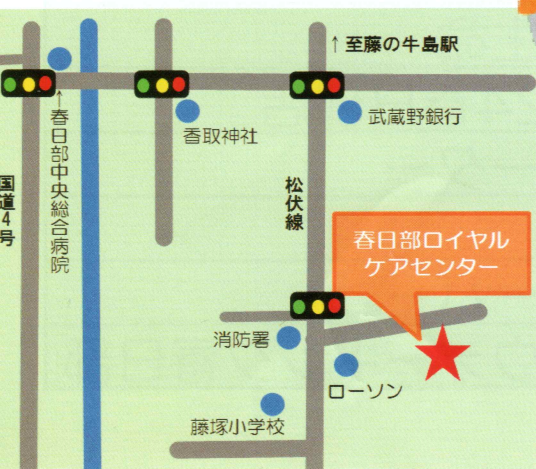 ↑至藤の牛島駅
武蔵野銀行
香取神社
↑春日部中央総合病院
国道4号
松伏線
春日部ロイヤル
ケアセンター
消防署
ローソン
藤塚小学校